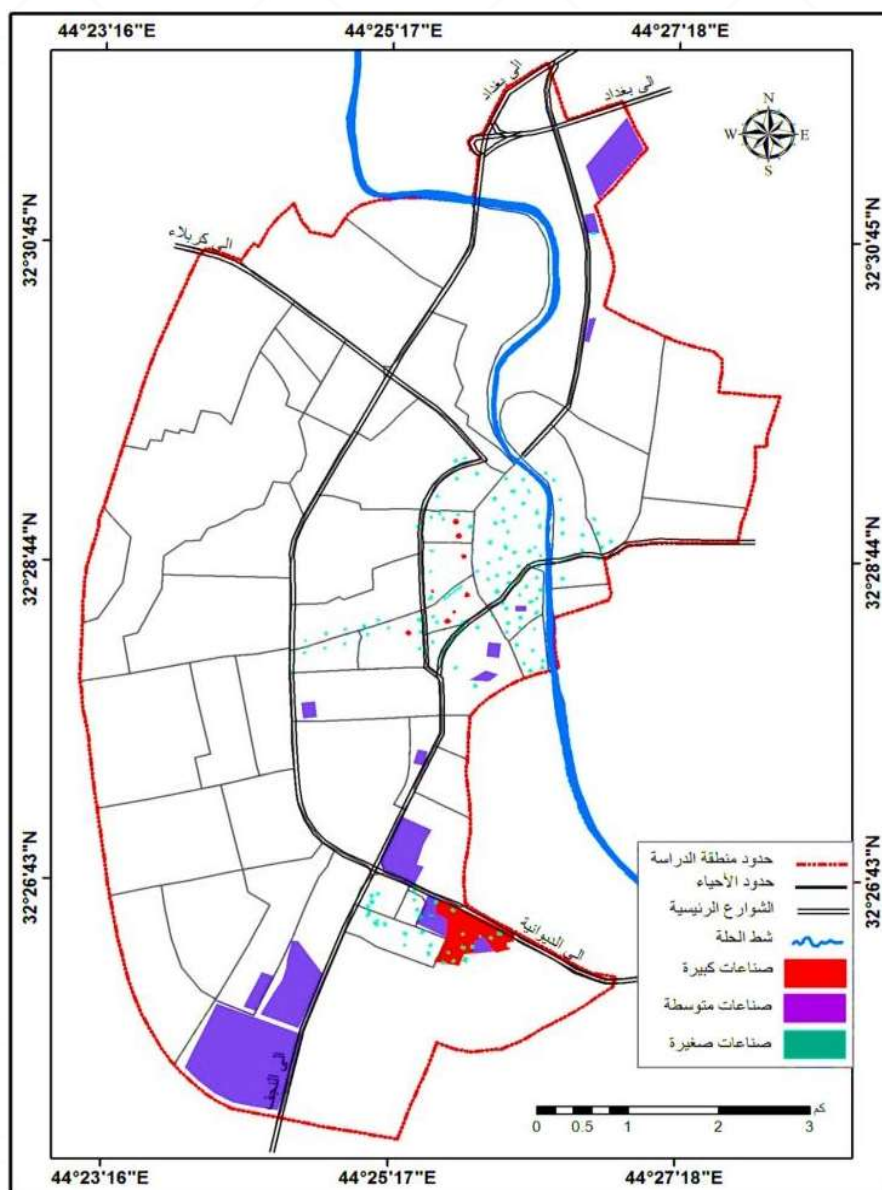 44°23'16"E 44°25'17"E 44°27'18"E
الى بغداد
الى بغداد
N
W E
S
32°30'45"N 32°30'45"N
الى كربلاء
32°28'44"N 32°28'44"N
32°26'43"N 32°26'43"N
حدود منطقة الدراسة
حدود الأحياء
الشوارع الرئيسية
شط الحلة
صناعات كبيرة
صناعات متوسطة
صناعات صغيرة
الى الديوانية
الى النجف
كم
0 0.5 1 2 3
44°23'16"E 44°25'17"E 44°27'18"E